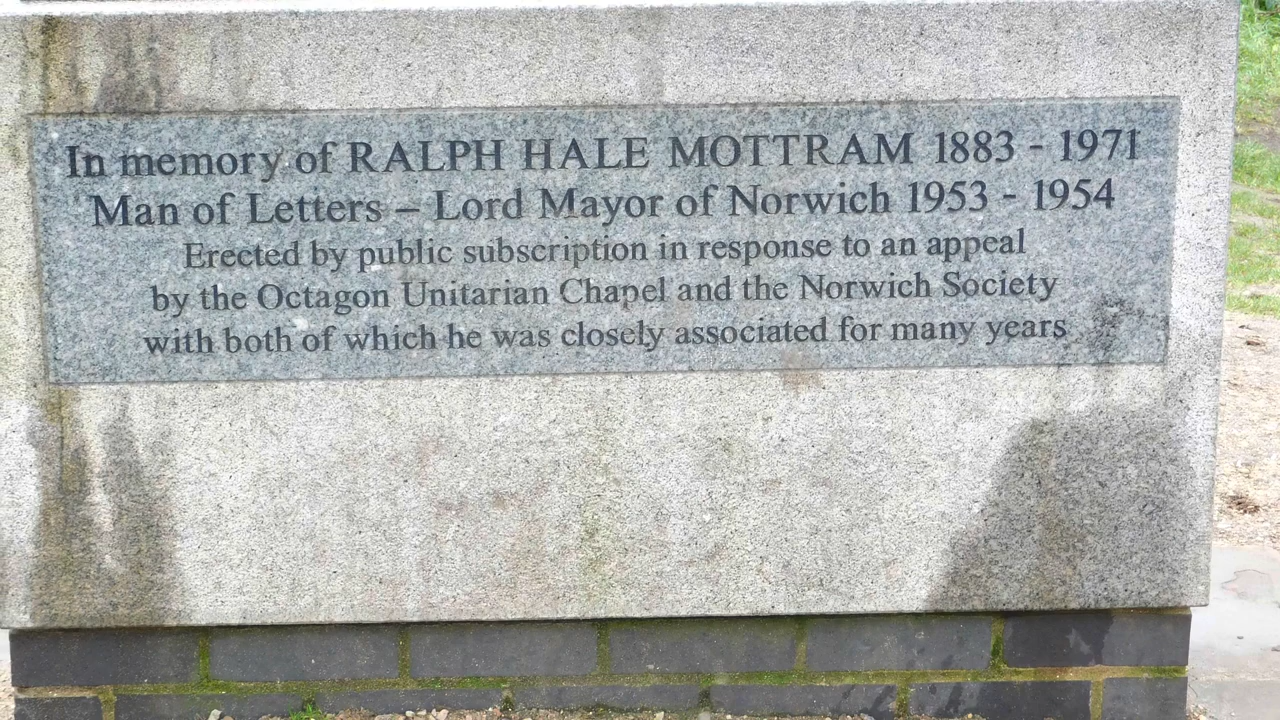 In memory of RALPH HALE MOTTRAM 1883 - 1971
Man of Letters – Lord Mayor of Norwich 1953 - 1954
Erected by public subscription in response to an appeal
by the Octagon Unitarian Chapel and the Norwich Society
with both of which he was closely associated for many years